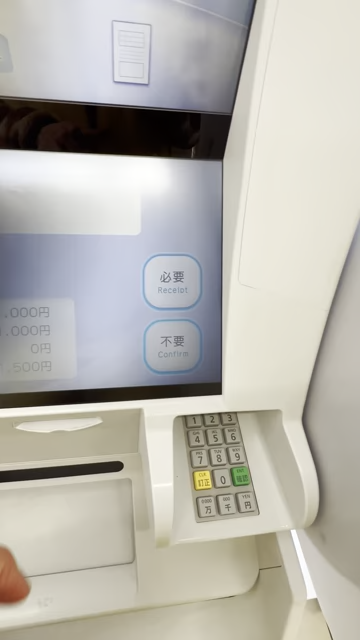 必要
Receipt
不要
Confirm
.000円
.000円
0円
.500円
1 2 3
4 5 6
7 8 9
訂正 0 確認
万 千 円